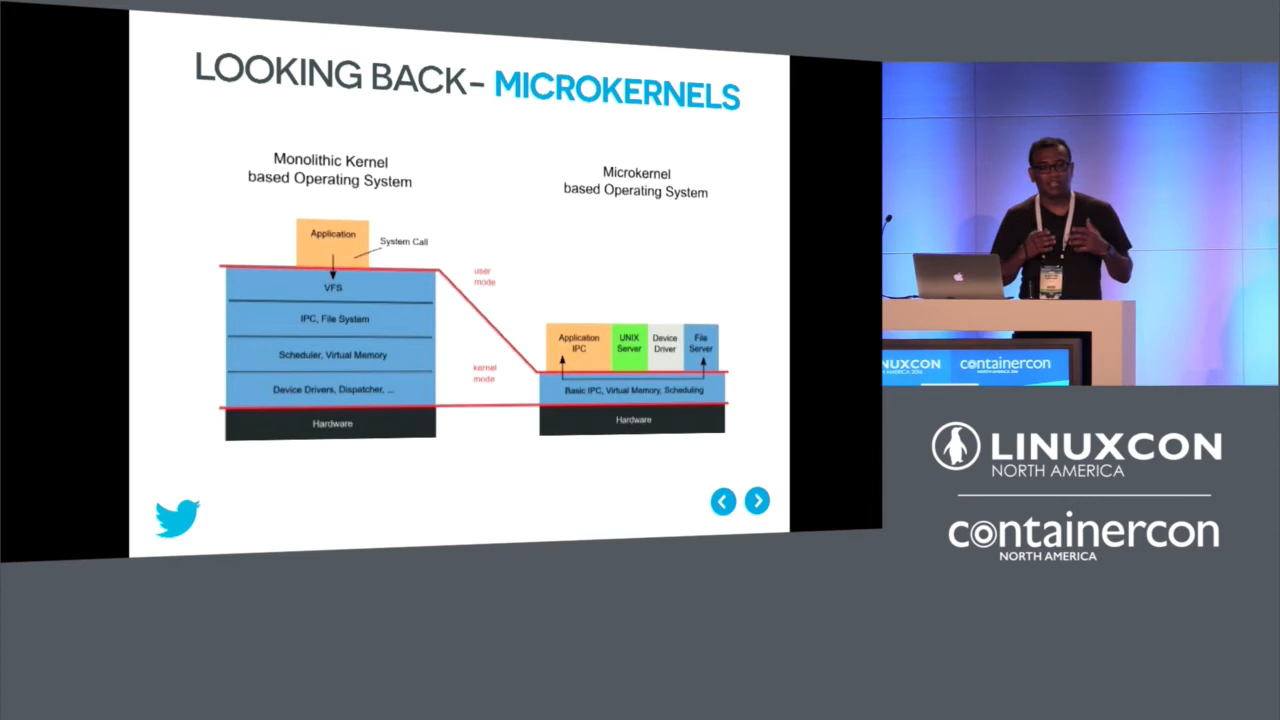 LOOKING BACK- MICROKERNELS
Monolithic Kernel
based Operating System
Microkernel
based Operating System
Application
System Call
VFS
IPC, File System
Scheduler, Virtual Memory
Device Drivers, Dispatcher, ...
Hardware
user
mode
kernel
mode
Application
IPC
UNIX
Server
Device
Driver
File
Server
Basic IPC, Virtual Memory, Scheduling
Hardware
NUXCON
containercon
LINUXCON
NORTH AMERICA
containercon
NORTH AMERICA